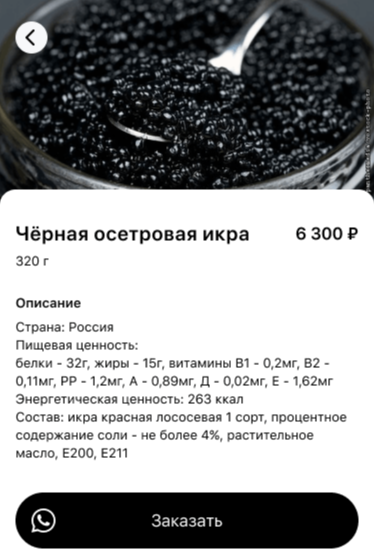 Чёрная осетровая икра
6 300 ₽
320 г
Описание
Страна: Россия
Пищевая ценность:
белки - 32г, жиры - 15г, витамины В1 - 0,2мг, В2 -
0,11мг, РР - 1,2мг, А - 0,89мг, Д - 0,02мг, Е - 1,62мг
Энергетическая ценность: 263 ккал
Состав: икра красная лососевая 1 сорт, процентное
содержание соли - не более 4%, растительное
масло, Е200, Е211
Заказать